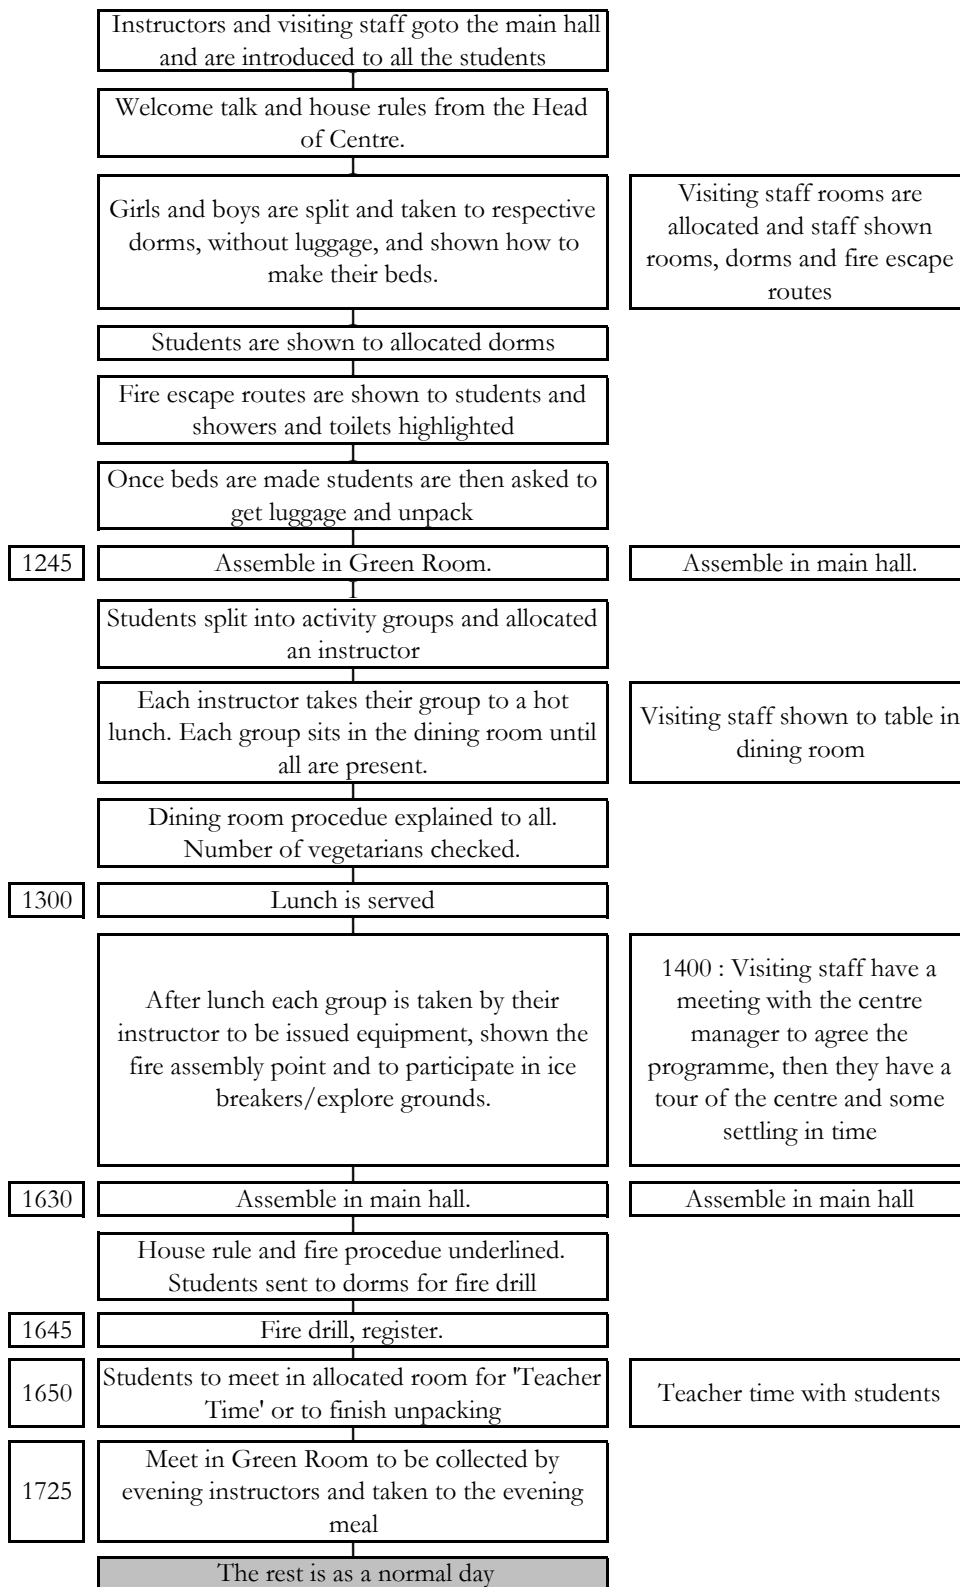 Instructors and visiting staff goto the main hall
and are introduced to all the students
Welcome talk and house rules from the Head
of Centre.
Girls and boys are split and taken to respective
dorms, without luggage, and shown how to
make their beds.
Visiting staff rooms are
allocated and staff shown
rooms, dorms and fire escape
routes
Students are shown to allocated dorms
Fire escape routes are shown to students and
showers and toilets highlighted
Once beds are made students are then asked to
get luggage and unpack
1245
Assemble in Green Room.
Assemble in main hall.
Students split into activity groups and allocated
an instructor
Each instructor takes their group to a hot
lunch. Each group sits in the dining room until
all are present.
Visiting staff shown to table in
dining room
Dining room procedue explained to all.
Number of vegetarians checked.
1300
Lunch is served
After lunch each group is taken by their
instructor to be issued equipment, shown the
fire assembly point and to participate in ice
breakers/explore grounds.
1400 : Visiting staff have a
meeting with the centre
manager to agree the
programme, then they have a
tour of the centre and some
settling in time
1630
Assemble in main hall.
Assemble in main hall
House rule and fire procedue underlined.
Students sent to dorms for fire drill
1645
Fire drill, register.
1650
Students to meet in allocated room for 'Teacher
Time' or to finish unpacking
Teacher time with students
1725
Meet in Green Room to be collected by
evening instructors and taken to the evening
meal
The rest is as a normal day